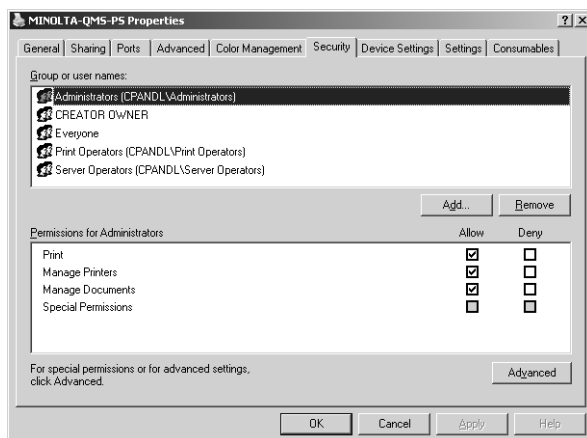 MINOLTA-QMS-PS Properties
General Sharing Ports Advanced Color Management Security Device Settings Settings Consumables
Group or user names:
Administrators (CPANDL\Administrators)
CREATOR OWNER
Everyone
Print Operators (CPANDL\Print Operators)
Server Operators (CPANDL\Server Operators)
Add... Remove
Permissions for Administrators Allow Deny
Print
Manage Printers
Manage Documents
Special Permissions
For special permissions or for advanced settings,
click Advanced.
Advanced
OK Cancel Apply Help